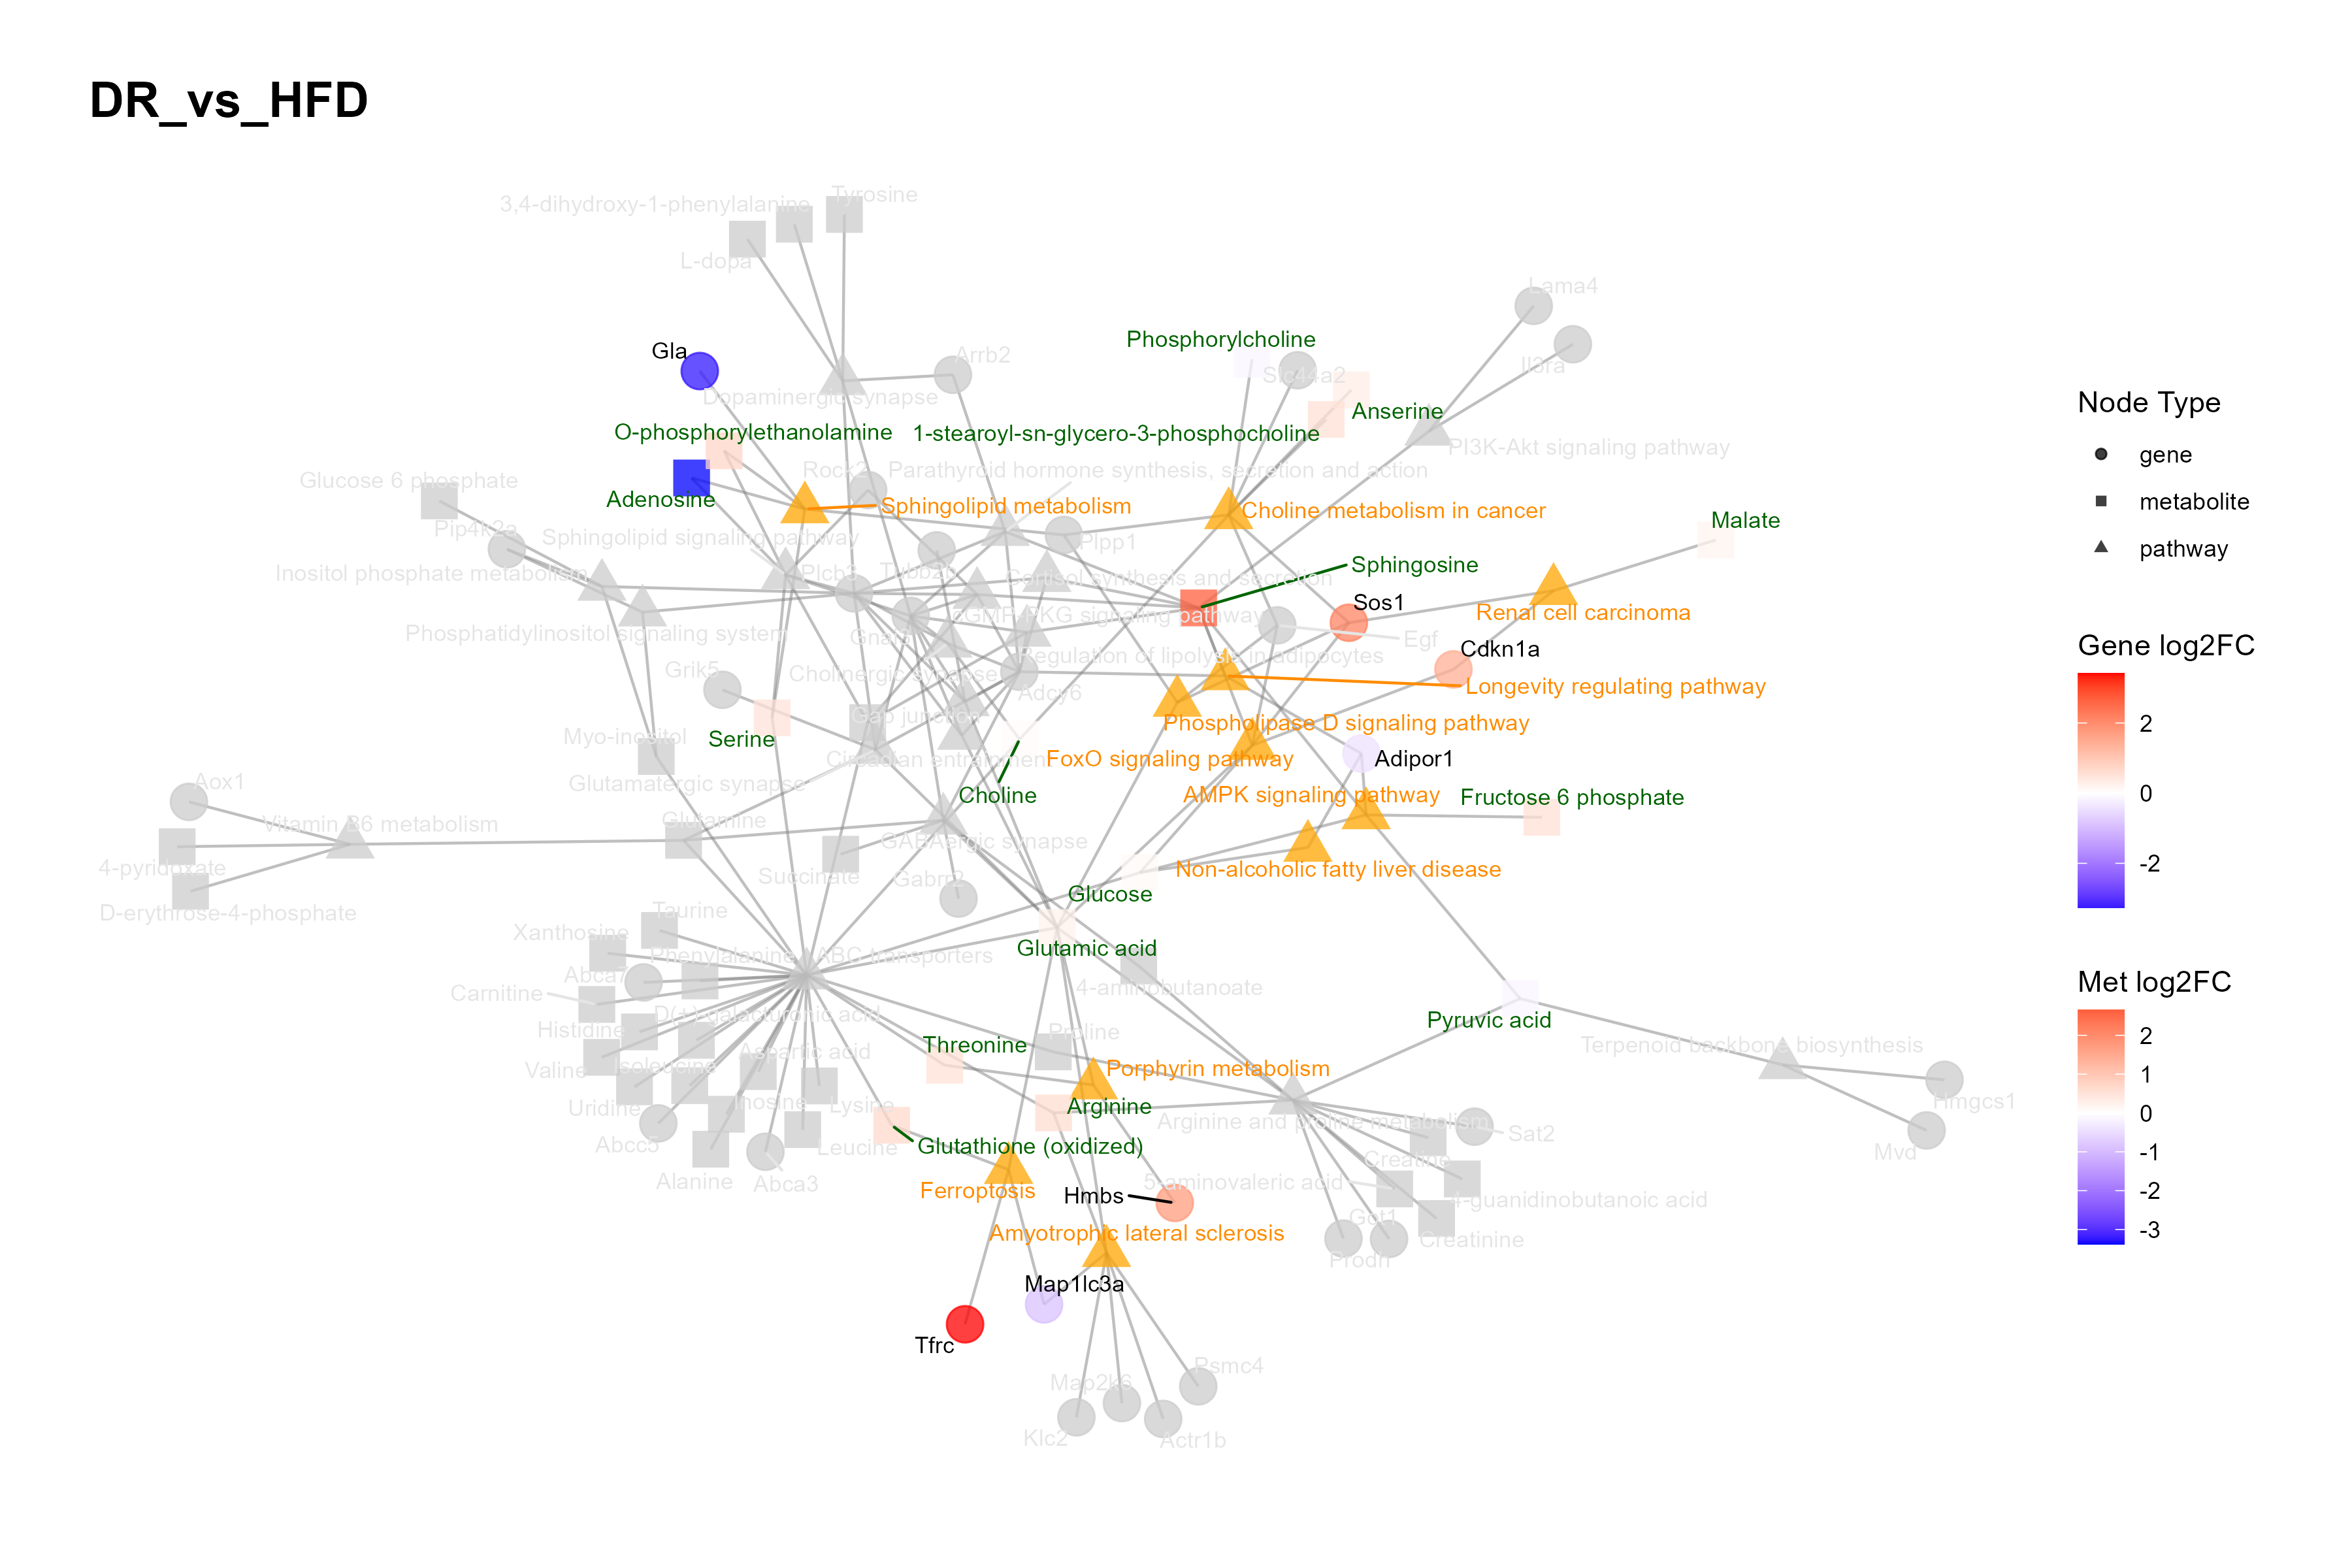 DR_vs_HFD
Tyrosine
3,4-dihydroxy-1-phenylalanine
L-dopa
Lama4
Phosphorylcholine
Gla
Arrb2
Slc44a2
Il3ra
Dopaminergic synapse
Anserine
O-phosphorylethanolamine
1-stearoyl-sn-glycero-3-phosphocholine
PI3K-Akt signaling pathway
Rock2
Parathyroid hormone synthesis, secretion and action
Glucose 6 phosphate
Adenosine
Sphingolipid metabolism
Choline metabolism in cancer
Malate
Pip4k2a
Sphingolipid signaling pathway
Plpp1
Sphingosine
Inositol phosphate metabolism
Plcb3
Tubb2b
Cortisol synthesis and secretion
Sos1
cGMP-PKG signaling pathway
Renal cell carcinoma
Phosphatidylinositol signaling system
Egf
Cdkn1a
Regulation of lipolysis in adipocytes
Grik5
Cholinergic synapse
Adcy6
Longevity regulating pathway
Gap junction
Phospholipase D signaling pathway
Myo-inositol
Serine
Circadian entrainment
FoxO signaling pathway
Adipor1
Aox1
Glutamatergic synapse
Choline
AMPK signaling pathway
Fructose 6 phosphate
Vitamin B6 metabolism
Glutamine
GABAergic synapse
4-pyridoxate
Succinate
Gabrr2
Non-alcoholic fatty liver disease
Glucose
D-erythrose-4-phosphate
Taurine
Xanthosine
Glutamic acid
Phenylalanine
ABC transporters
Abca7
4-aminobutanoate
Carnitine
D(+)-galacturonic acid
Pyruvic acid
Histidine
Proline
Threonine
Terpenoid backbone biosynthesis
Aspartic acid
Valine
Isoleucine
Porphyrin metabolism
Uridine
Inosine
Lysine
Arginine
Hmgcs1
Abcc5
Leucine
Arginine and proline metabolism
Sat2
Glutathione (oxidized)
Mvd
Creatine
Alanine
Abca3
Ferroptosis
Hmbs
5-aminovaleric acid
4-guanidinobutanoic acid
Got1
Amyotrophic lateral sclerosis
Creatinine
Prodh
Map1lc3a
Tfrc
Psmc4
Map2k6
Klc2
Actr1b
Node Type
gene
metabolite
pathway
Gene log2FC
2
0
-2
Met log2FC
2
1
0
-1
-2
-3